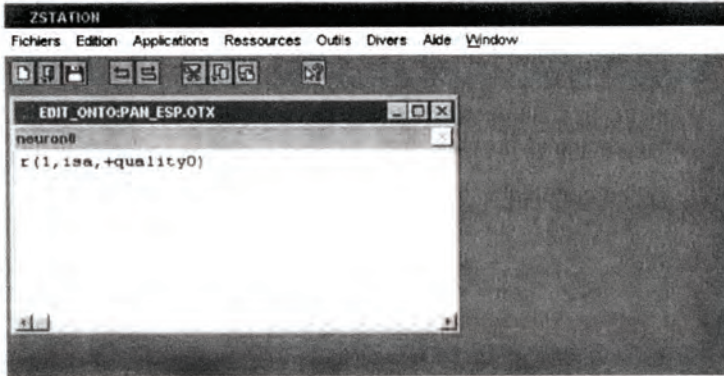 ZSTATION
Fichiers Edition Applications Ressources Outils Divers Aide Window
EDIT_ONTO:PAN_ESP.OTX
neuron0
r(1,isa,+quality0)